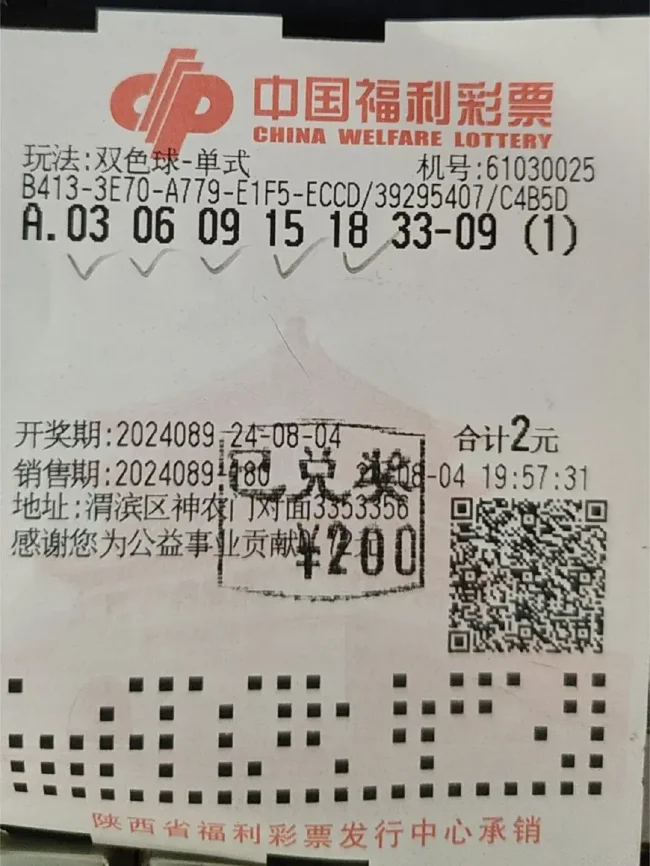 中国福利彩票
CHINA WELFARE LOTTERY
玩法:双色球-单式 机号:61030025
B413-3E70-A779-E1F5-ECCD/39295407/C4B5D
A.03 06 09 15 18 33-09 (1)
开奖期:2024089 24-08-04 合计2元
销售期:2024089-180 24-08-04 19:57:31
已兑奖
地址:渭滨区神农门对面3353356
感谢您为公益事业贡献 元
¥200
陕西省福利彩票发行中心承销